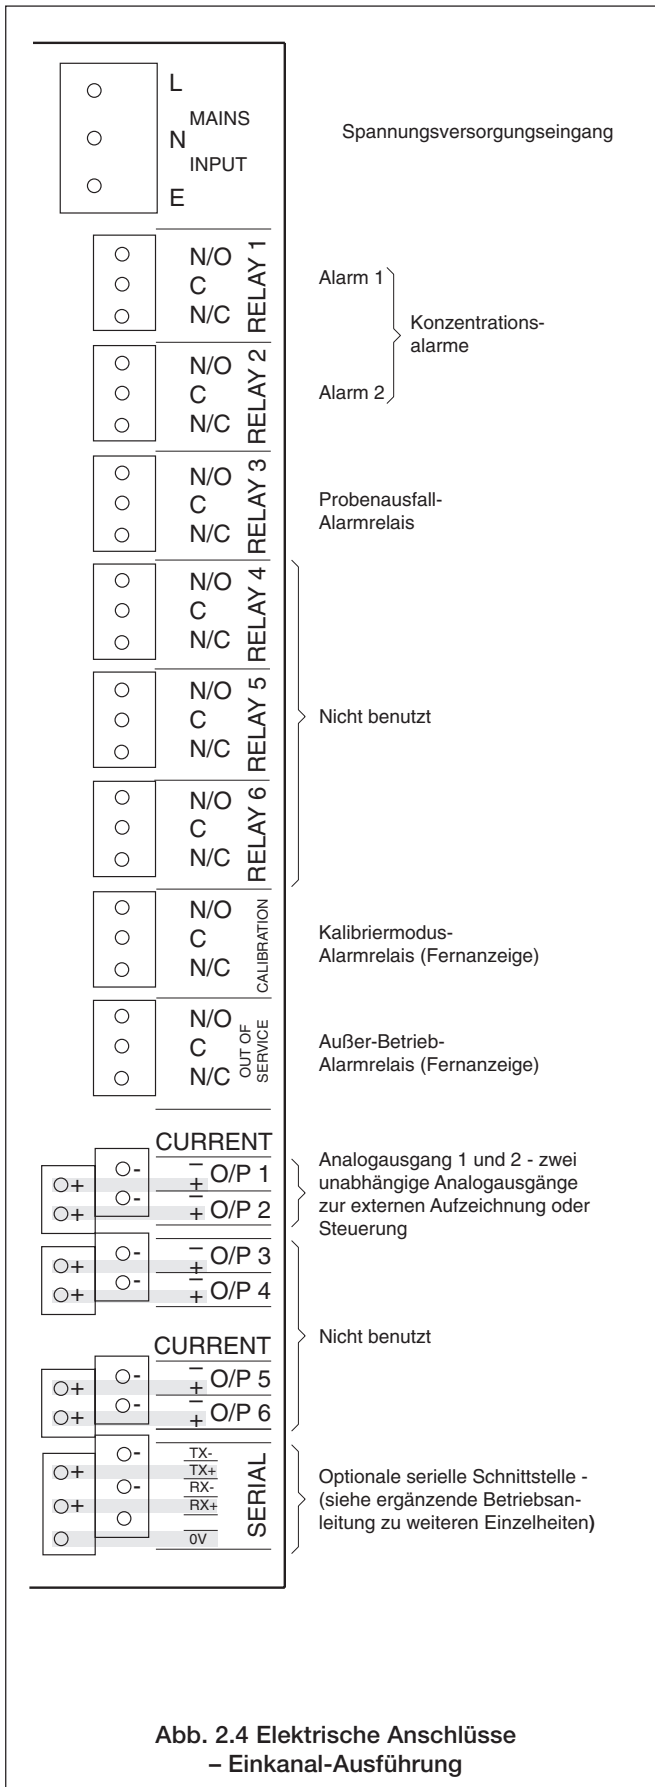 L
MAINS
N
INPUT
E
Spannungsversorgungseingang
N/O
C
N/C
RELAY 1
Alarm 1
Konzentrations-
alarme
N/O
C
N/C
RELAY 2
Alarm 2
N/O
C
N/C
RELAY 3
Probenausfall-
Alarmrelais
N/O
C
N/C
RELAY 4
N/O
C
N/C
RELAY 5
Nicht benutzt
N/O
C
N/C
RELAY 6
N/O
C
N/C
CALIBRATION
Kalibriermodus-
Alarmrelais (Fernanzeige)
N/O
C
N/C
OUT OF
SERVICE
Außer-Betrieb-
Alarmrelais (Fernanzeige)
CURRENT
- – O/P 1
+ +
- – O/P 2
+ +
Analogausgang 1 und 2 - zwei
unabhängige Analogausgänge
zur externen Aufzeichnung oder
Steuerung
- – O/P 3
+ +
- – O/P 4
+ +
Nicht benutzt
CURRENT
- – O/P 5
+ +
- – O/P 6
+ +
- TX-
+ TX+
- RX-
+ RX+
0V
SERIAL
Optionale serielle Schnittstelle -
(siehe ergänzende Betriebsan-
leitung zu weiteren Einzelheiten)
Abb. 2.4 Elektrische Anschlüsse
– Einkanal-Ausführung